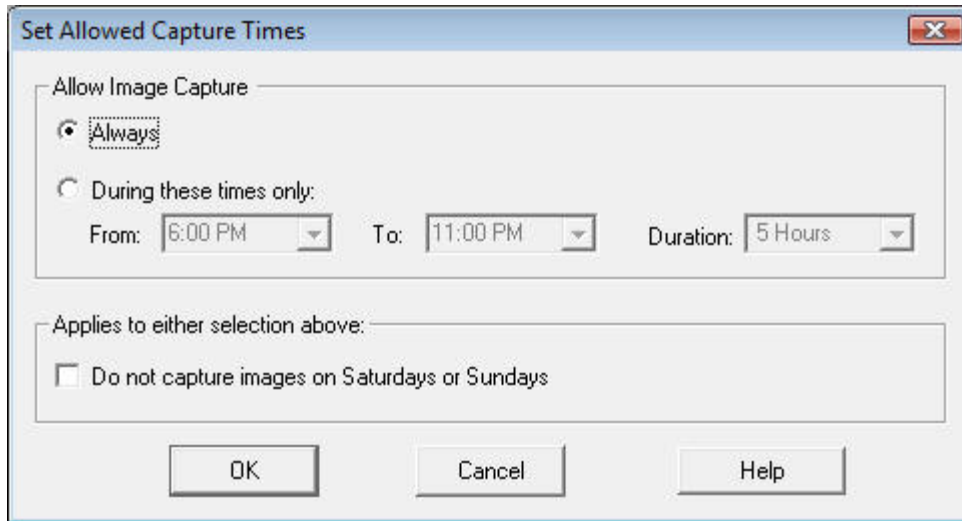 Set Allowed Capture Times
Allow Image Capture
Always
During these times only:
From: 6:00 PM To: 11:00 PM Duration: 5 Hours
Applies to either selection above:
Do not capture images on Saturdays or Sundays
OK Cancel Help